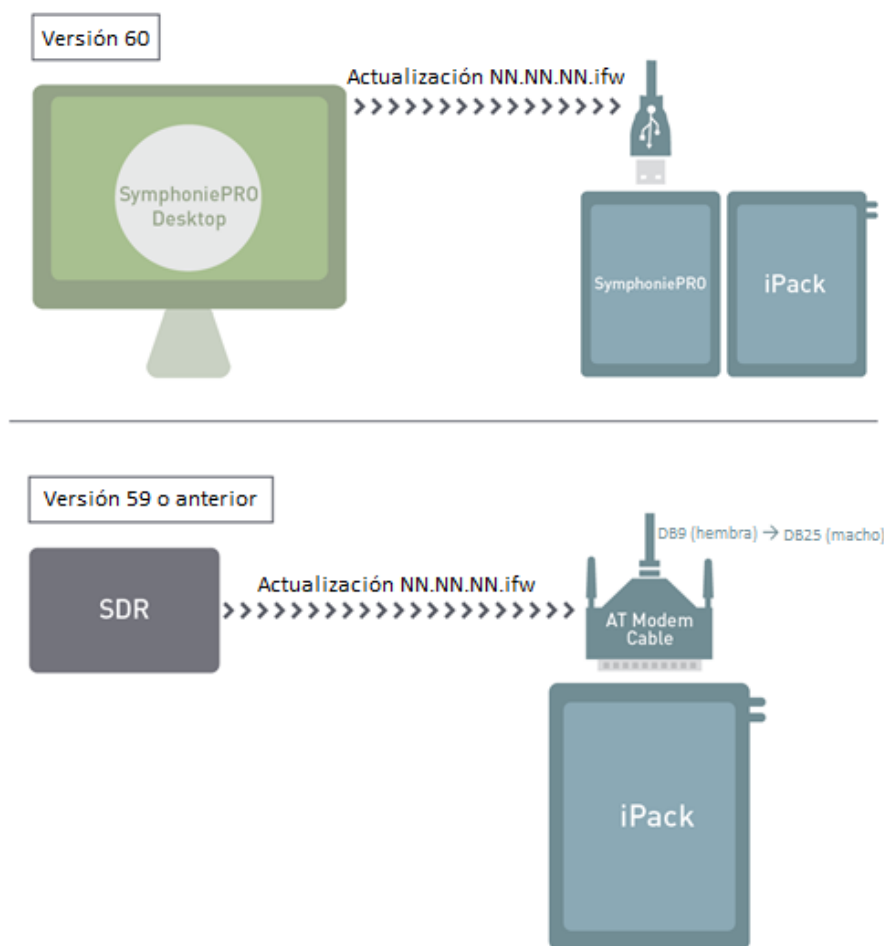 Versión 60
Actualización NN.NN.NN.ifw
SymphoniePRO
Desktop
SymphoniePRO
iPack
Versión 59 o anterior
DB9 (hembra) → DB25 (macho)
SDR
Actualización NN.NN.NN.ifw
AT Modem
Cable
iPack